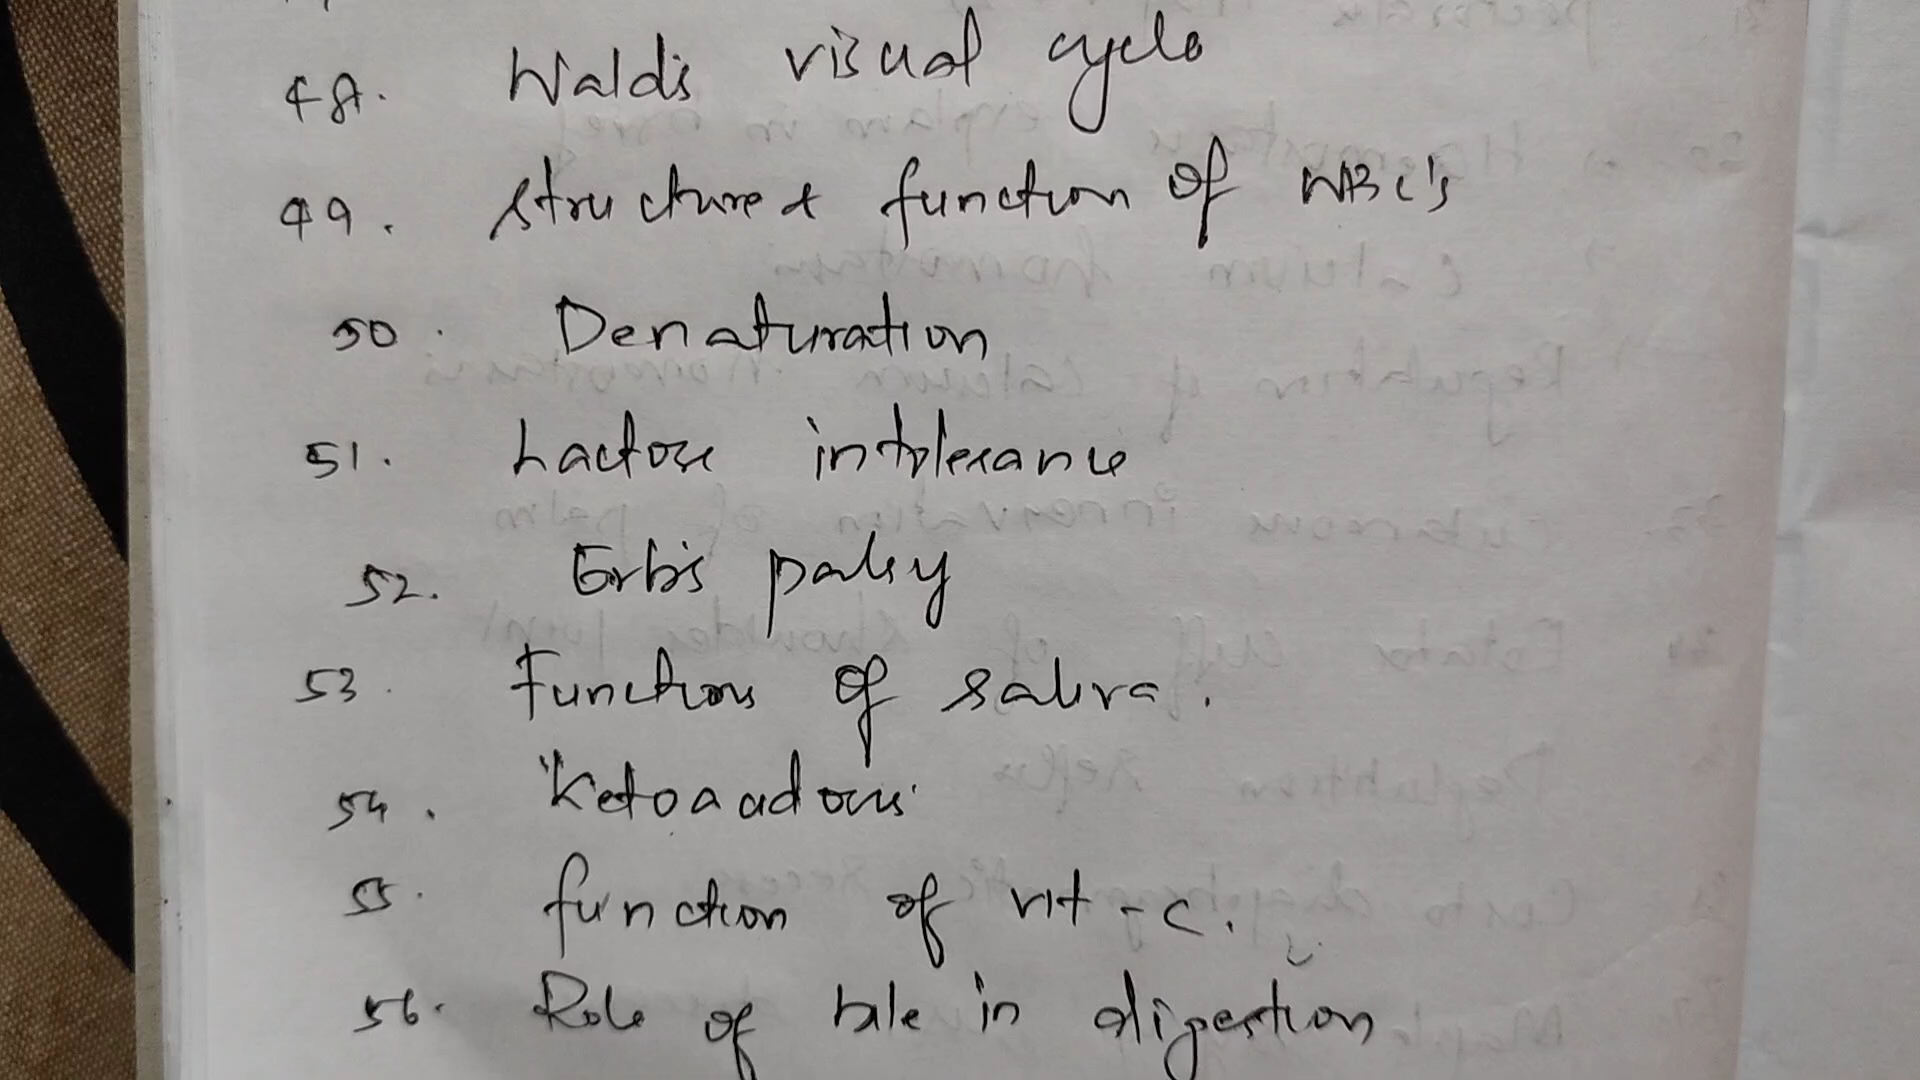 48. Wald's visual cycle
49. Structure & function of WBC's
50. Denaturation
51. Lactose intolerance
52. Erb's palsy
53. Functions of saliva.
54. Ketoacidosis
55. function of vit-C.
56. Role of bile in digestion